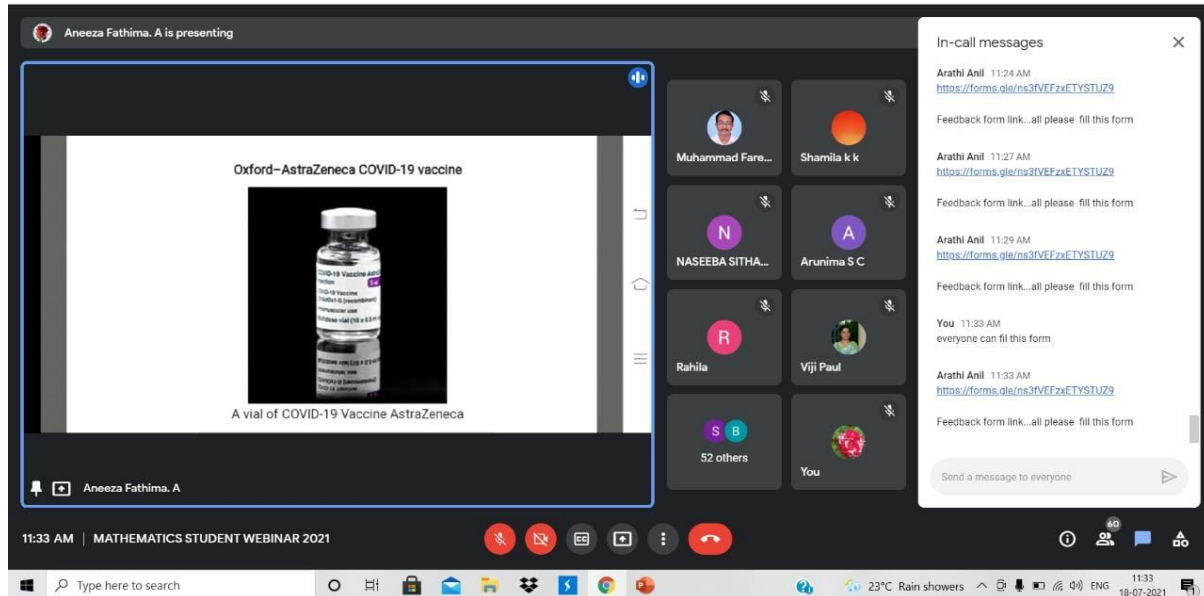 Aneeza Fathima. A is presenting
Oxford–AstraZeneca COVID-19 vaccine
COVID-19 Vaccine
A vial of COVID-19 Vaccine AstraZeneca
Aneeza Fathima. A
Muhammad Fare...
Shamila k k
N
NASEEBA SITHA...
A
Arunima S C
R
Rahila
Viji Paul
S B
52 others
You
In-call messages
Arathi Anil 11:24 AM
https://forms.gle/ns3fVEFzxETYSTUZ9
Feedback form link...all please fill this form
Arathi Anil 11:27 AM
https://forms.gle/ns3fVEFzxETYSTUZ9
Feedback form link...all please fill this form
Arathi Anil 11:29 AM
https://forms.gle/ns3fVEFzxETYSTUZ9
Feedback form link...all please fill this form
You 11:33 AM
everyone can fil this form
Arathi Anil 11:33 AM
https://forms.gle/ns3fVEFzxETYSTUZ9
Feedback form link...all please fill this form
Send a message to everyone
11:33 AM | MATHEMATICS STUDENT WEBINAR 2021
CC
60
Type here to search
23°C Rain showers
ENG
11:33
18-07-2021